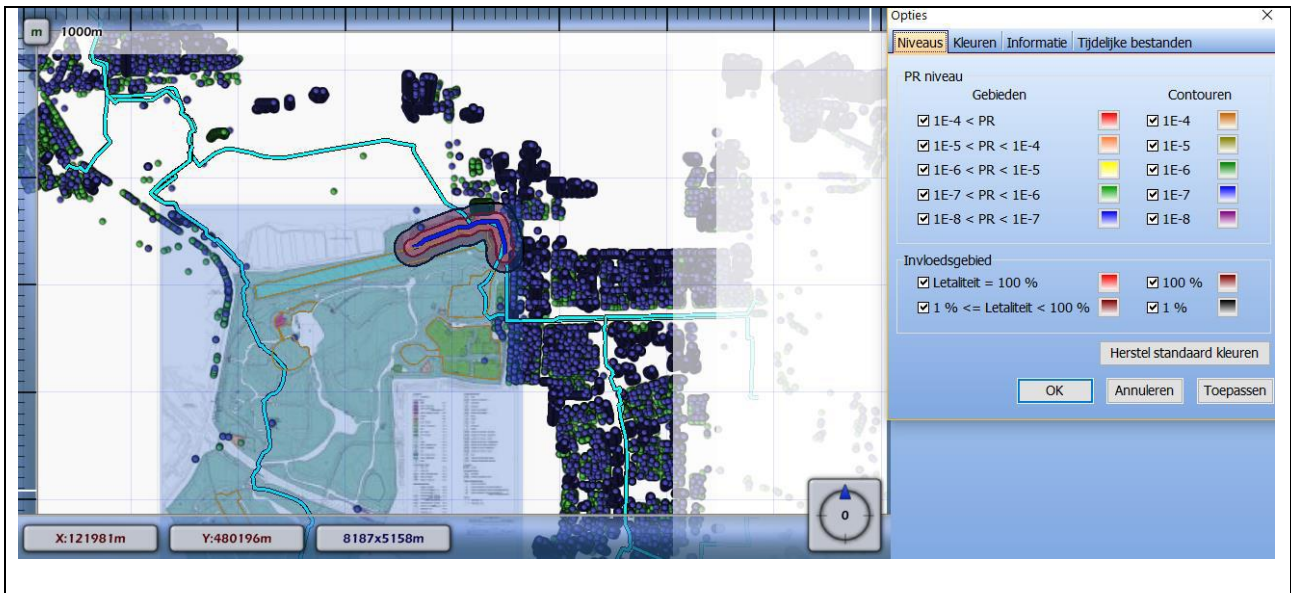 m 1000m
X:121981m Y:480196m 8187x5158m
0
Opties
Niveaus Kleuren Informatie Tijdelijke bestanden
PR niveau
Gebieden Contouren
1E-4 < PR 1E-4
1E-5 < PR < 1E-4 1E-5
1E-6 < PR < 1E-5 1E-6
1E-7 < PR < 1E-6 1E-7
1E-8 < PR < 1E-7 1E-8
Invloedsgebied
Letaliteit = 100 % 100 %
1 % <= Letaliteit < 100 % 1 %
Herstel standaard kleuren
OK Annuleren Toepassen